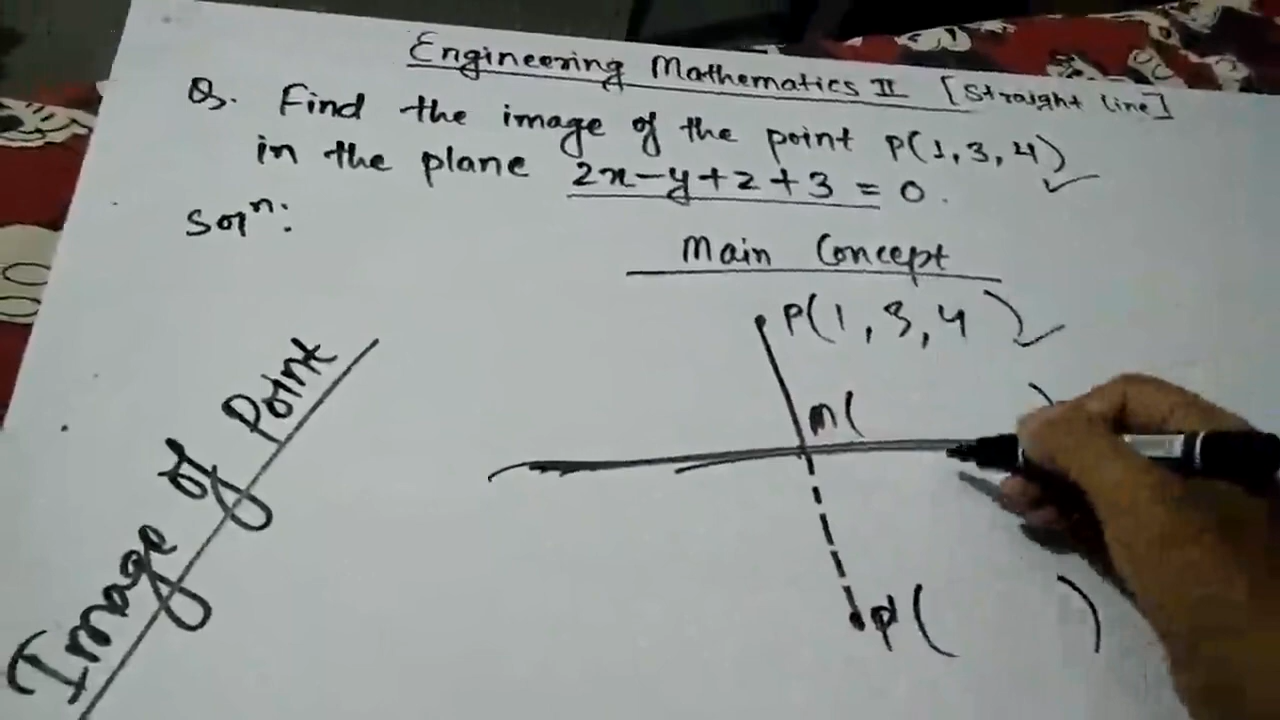 Engineering Mathematics II [Straight line]
Q. Find the image of the point P(1,3,4)
in the plane 2x-y+z+3 = 0.
Solⁿ:
Main Concept
P(1,3,4)
m( )
p'( )
Image of Point